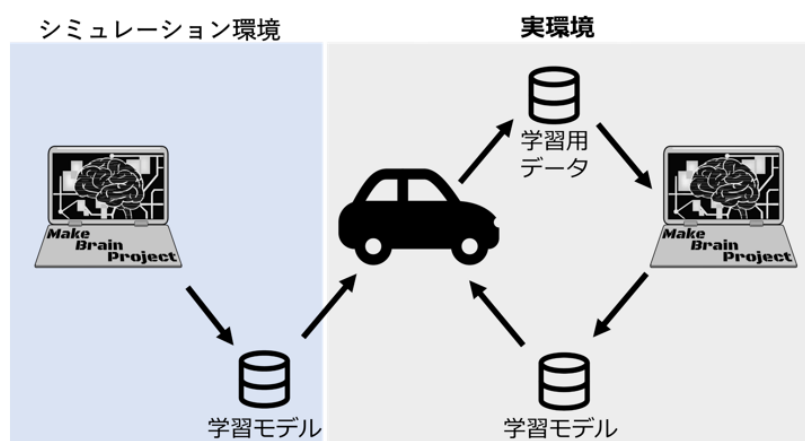 シミュレーション環境
実環境
学習用
データ
Make
Brain
Project
Make
Brain
Project
学習モデル
学習モデル